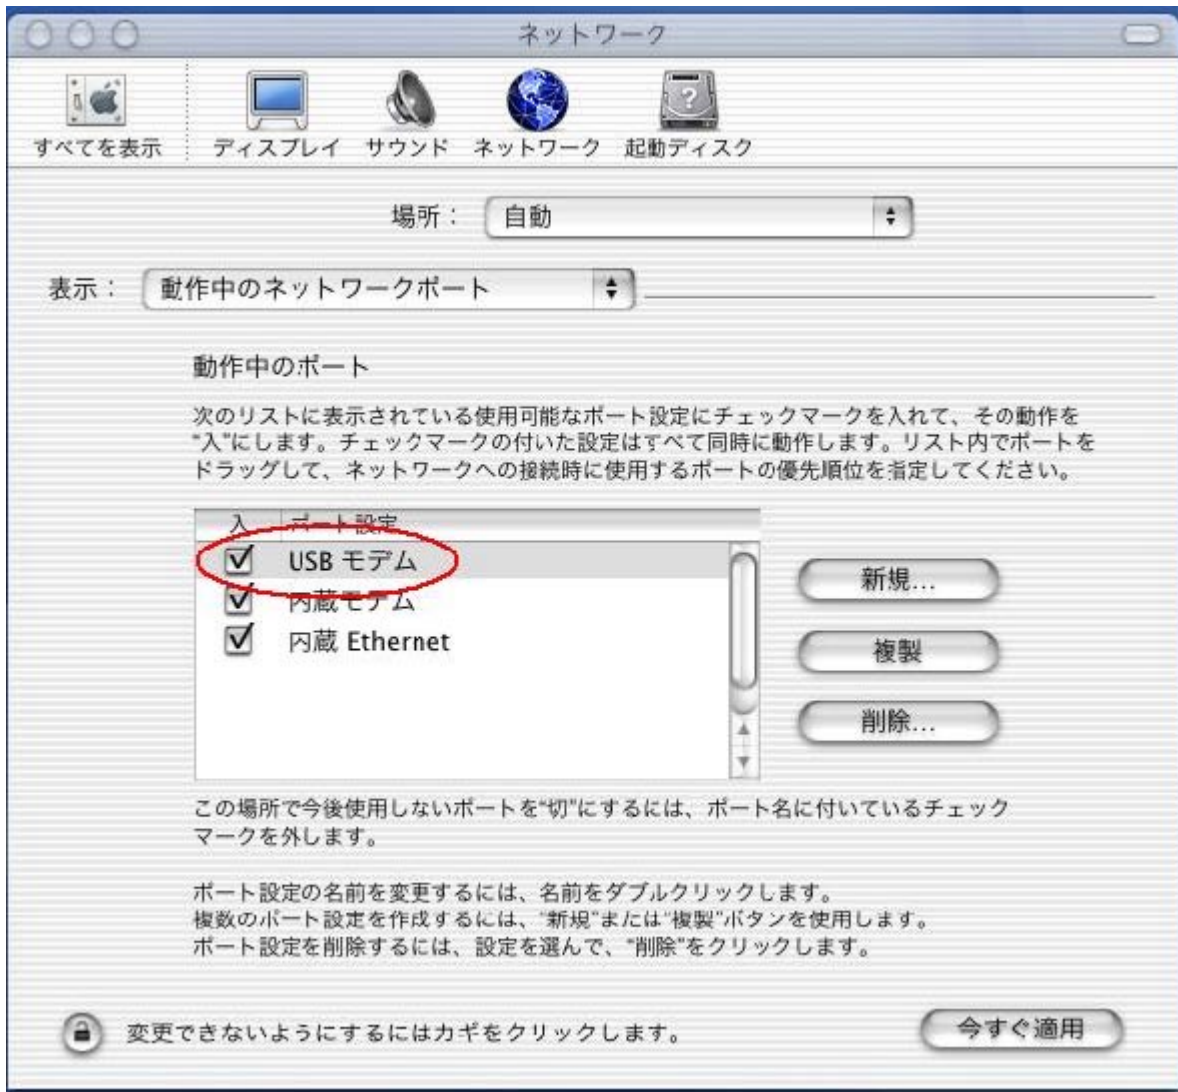 ネットワーク
すべてを表示 ディスプレイ サウンド ネットワーク 起動ディスク
場所： 自動
表示： 動作中のネットワークポート
動作中のポート
次のリストに表示されている使用可能なポート設定にチェックマークを入れて、その動作を
“入”にします。チェックマークの付いた設定はすべて同時に動作します。リスト内でポートを
ドラッグして、ネットワークへの接続時に使用するポートの優先順位を指定してください。
入 ポート設定
USB モデム
内蔵モデム
内蔵 Ethernet
新規...
複製
削除...
この場所で今後使用しないポートを“切”にするには、ポート名に付いているチェック
マークを外します。
ポート設定の名前を変更するには、名前をダブルクリックします。
複数のポート設定を作成するには、“新規”または“複製”ボタンを使用します。
ポート設定を削除するには、設定を選んで、“削除”をクリックします。
変更できないようにするにはカギをクリックします。
今すぐ適用